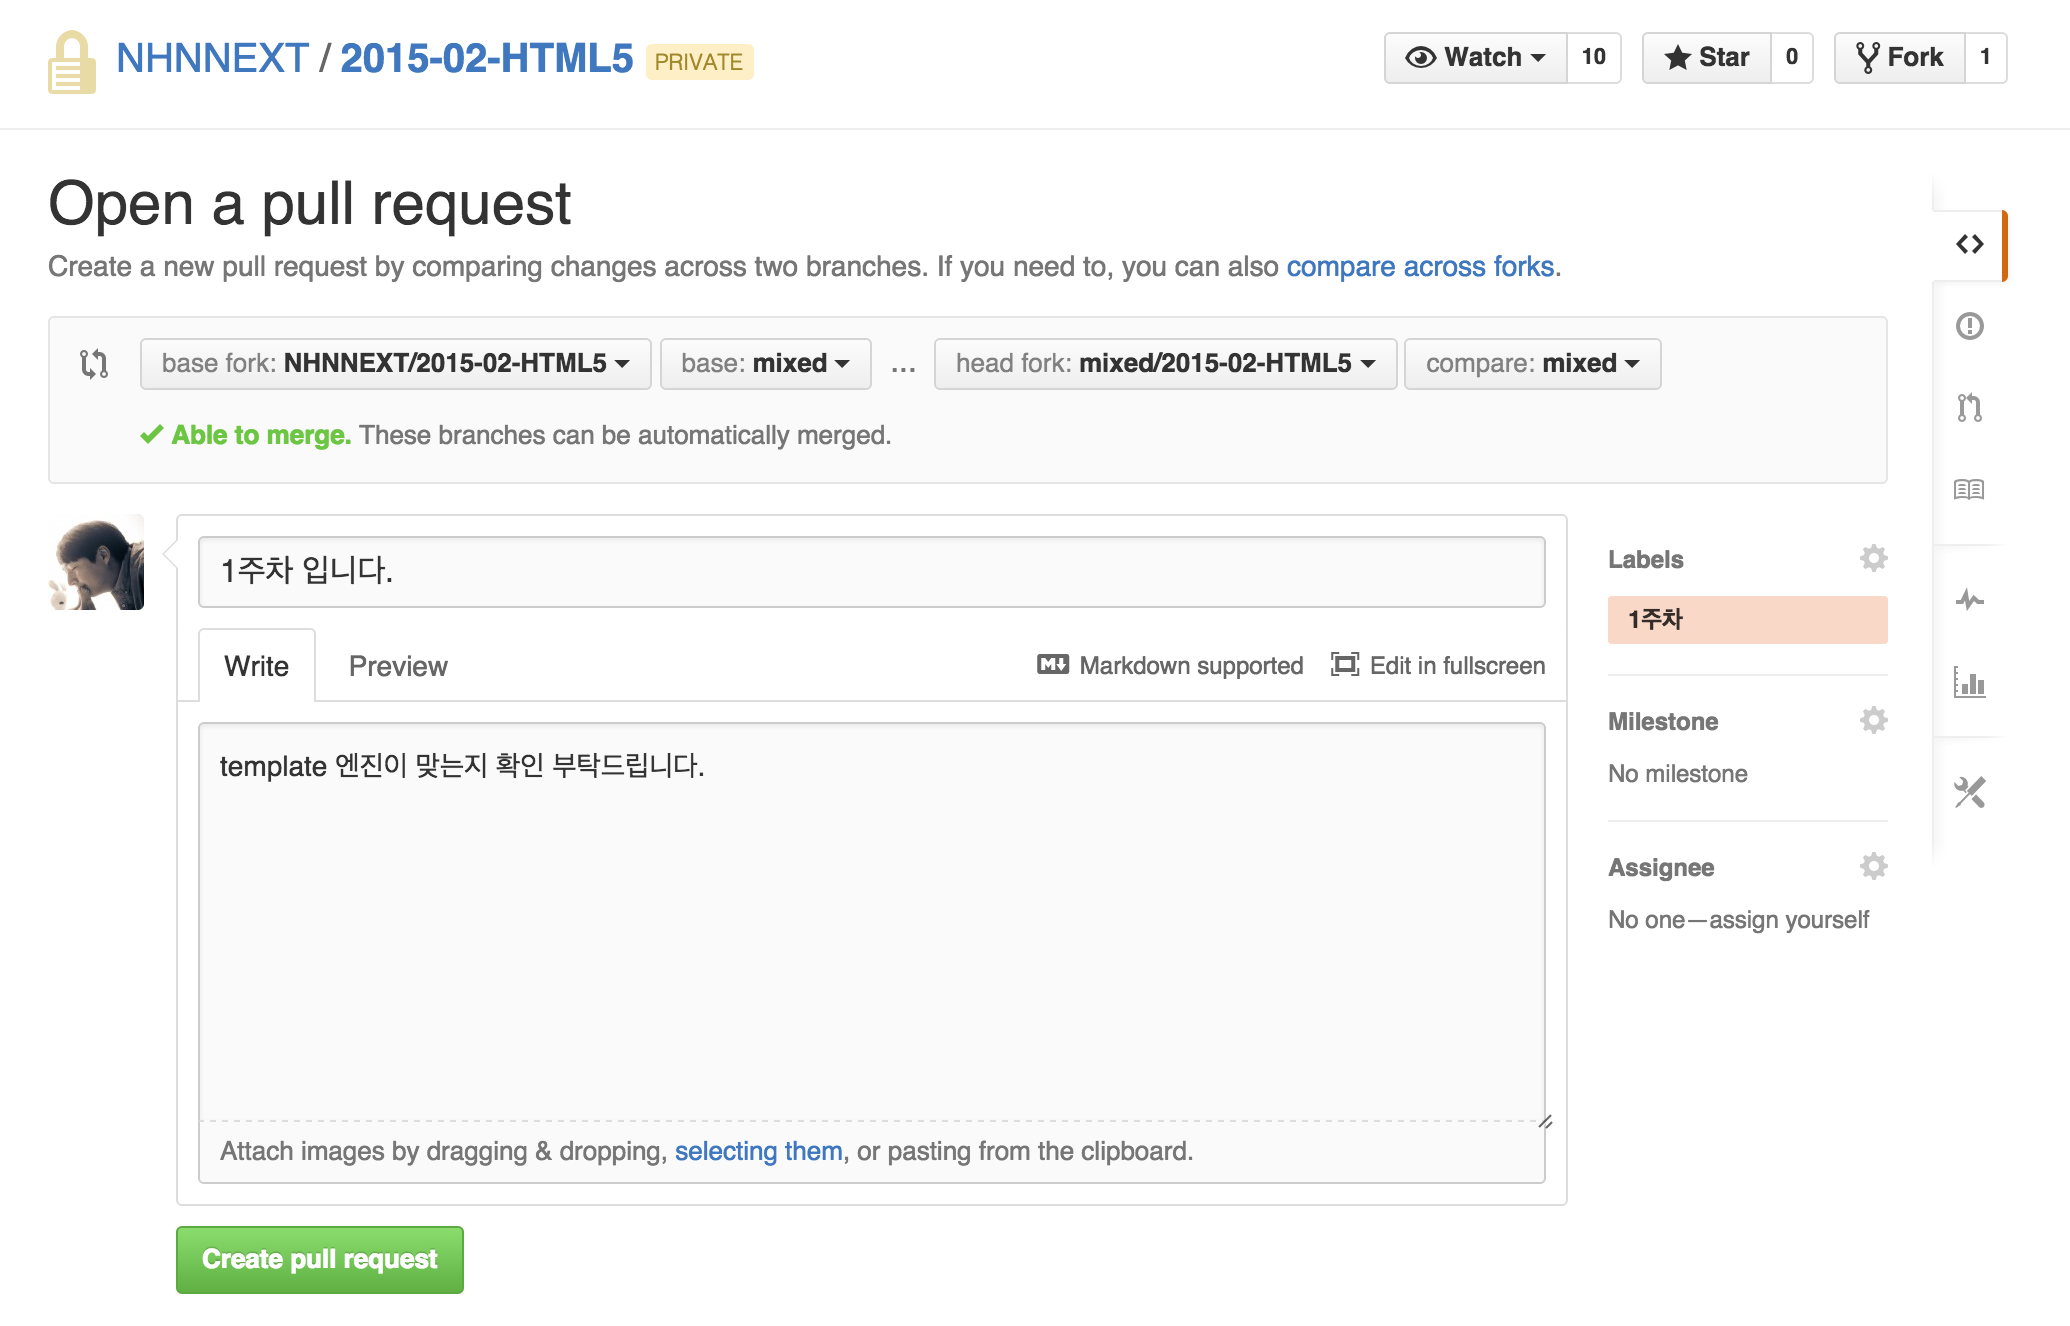 NHNNEXT / 2015-02-HTML5 PRIVATE
Watch 10 Star 0 Fork 1
Open a pull request
Create a new pull request by comparing changes across two branches. If you need to, you can also compare across forks.
base fork: NHNNEXT/2015-02-HTML5 base: mixed ... head fork: mixed/2015-02-HTML5 compare: mixed
Able to merge. These branches can be automatically merged.
1주차 입니다.
Write Preview Markdown supported Edit in fullscreen
template 엔진이 맞는지 확인 부탁드립니다.
Attach images by dragging & dropping, selecting them, or pasting from the clipboard.
Create pull request
Labels
1주차
Milestone
No milestone
Assignee
No one—assign yourself